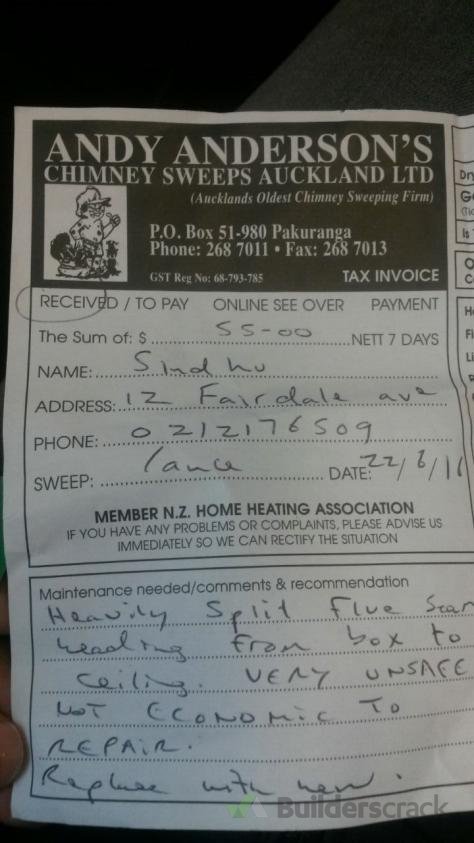 ANDY ANDERSON'S
CHIMNEY SWEEPS AUCKLAND LTD
(Aucklands Oldest Chimney Sweeping Firm)
P.O. Box 51-980 Pakuranga
Phone: 268 7011 • Fax: 268 7013
GST Reg No: 68-793-785 TAX INVOICE
RECEIVED / TO PAY ONLINE SEE OVER PAYMENT
The Sum of: $ 55-00 NETT 7 DAYS
NAME: Sindhu
ADDRESS: 12 Fairdale ave
PHONE: 0212176509
SWEEP: lance DATE: 22/6/16
MEMBER N.Z. HOME HEATING ASSOCIATION
IF YOU HAVE ANY PROBLEMS OR COMPLAINTS, PLEASE ADVISE US
IMMEDIATELY SO WE CAN RECTIFY THE SITUATION
Maintenance needed/comments & recommendation
Heavily Split Flue Seam
heading from box to
ceiling. VERY UNSAFE
NOT ECONOMIC TO
REPAIR.
Replace with new.
Builderscrack